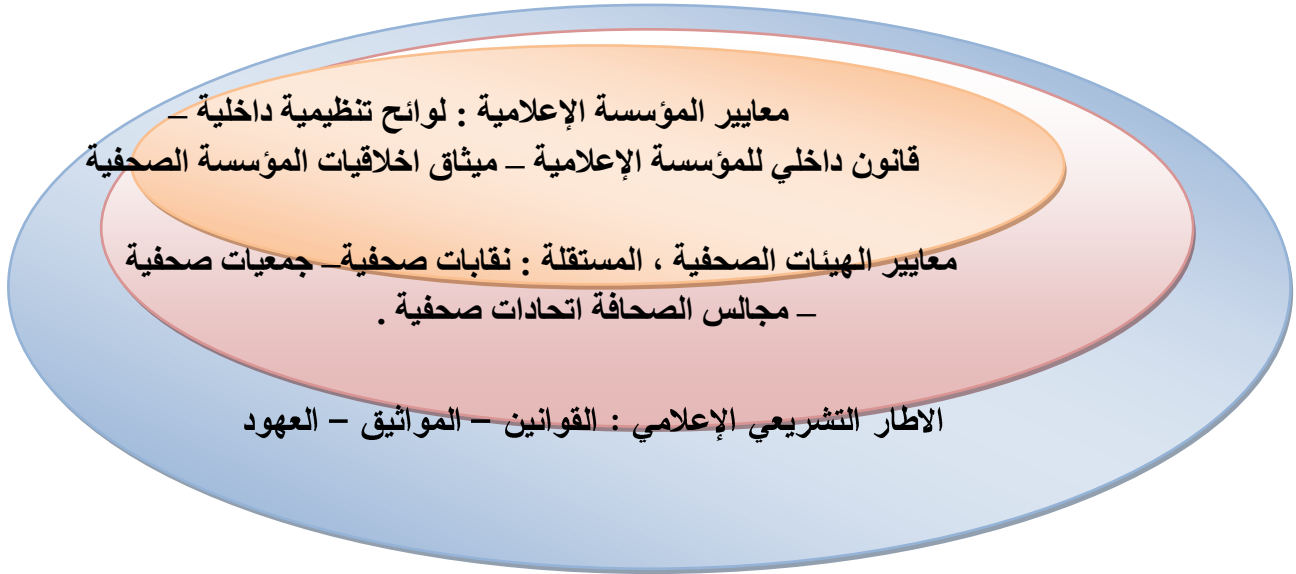 معايير المؤسسة الإعلامية : لوائح تنظيمية داخلية –
قانون داخلي للمؤسسة الإعلامية – ميثاق اخلاقيات المؤسسة الصحفية
معايير الهيئات الصحفية ، المستقلة : نقابات صحفية– جمعيات صحفية
– مجالس الصحافة اتحادات صحفية .
الاطار التشريعي الإعلامي : القوانين – المواثيق – العهود